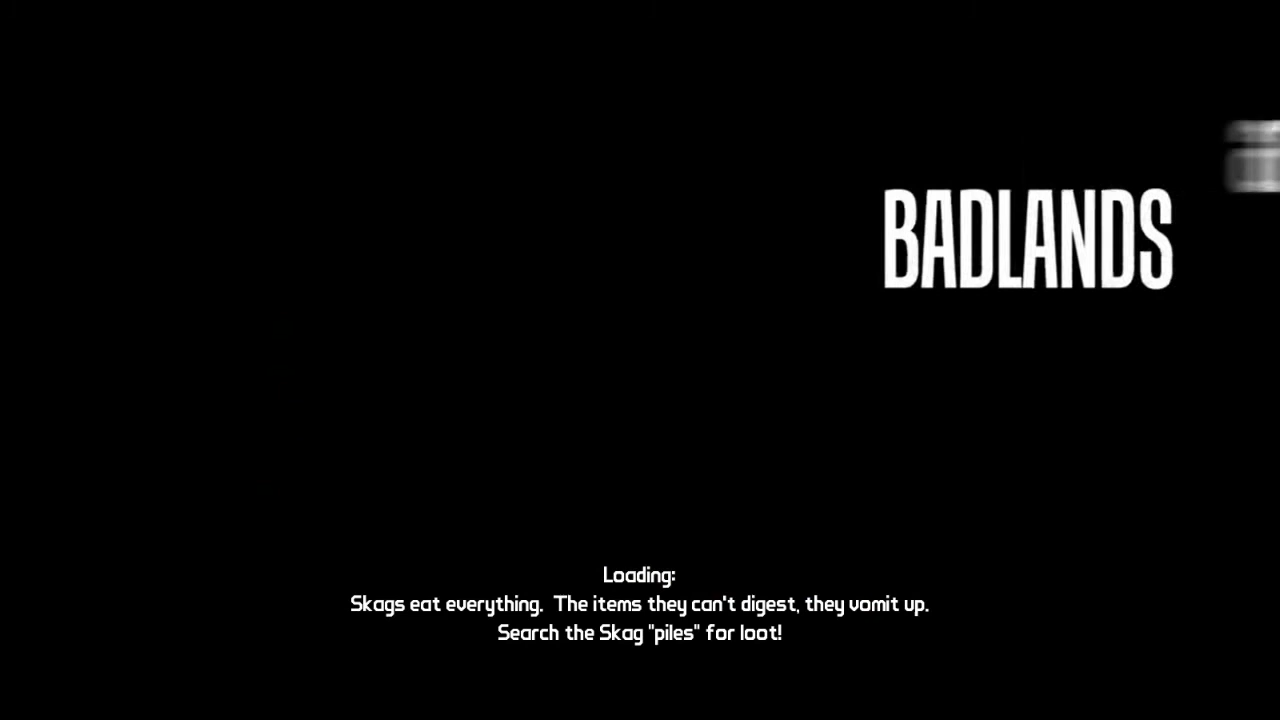 BADLANDS
Loading:
Skags eat everything.  The items they can't digest, they vomit up.
Search the Skag "piles" for loot!